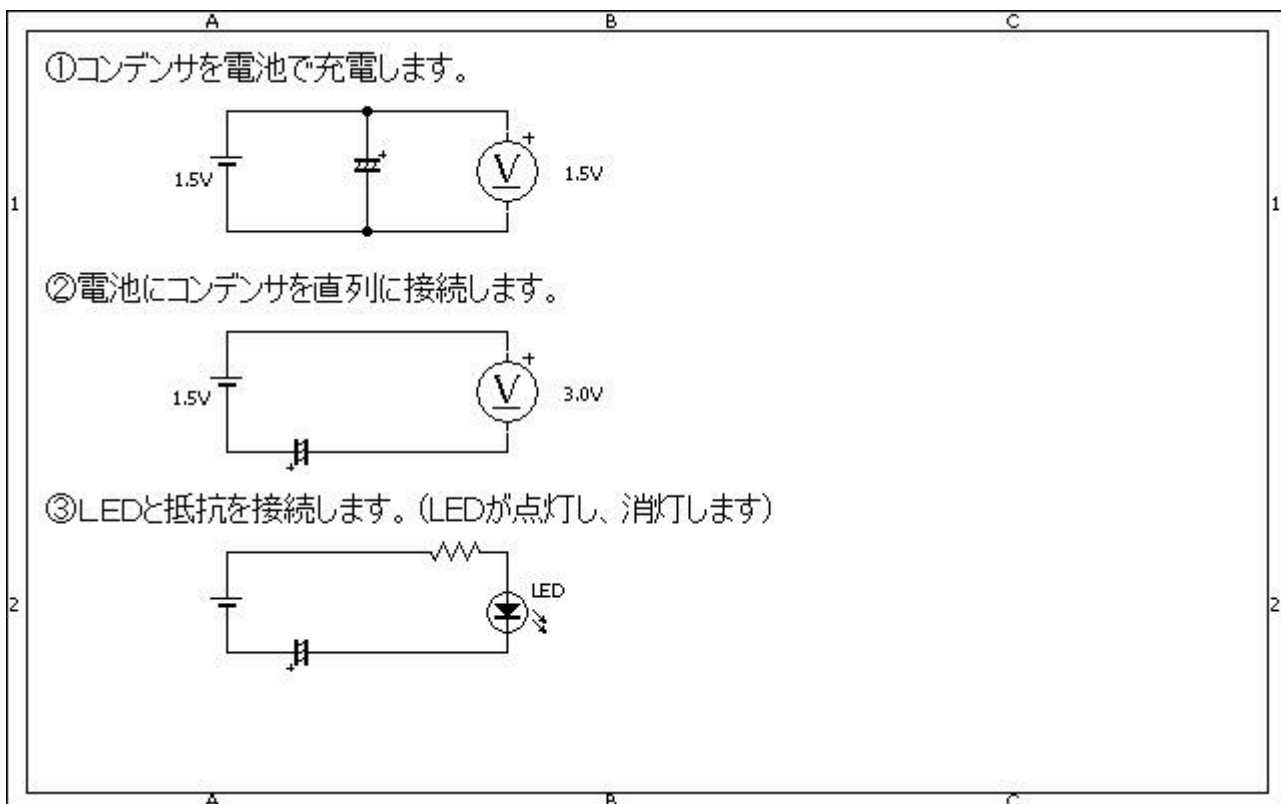 A B C
①コンデンサを電池で充電します。
+
1.5V V 1.5V
1 1
②電池にコンデンサを直列に接続します。
+
1.5V V 3.0V
+
③LEDと抵抗を接続します。(LEDが点灯し、消灯します)
LED
2 2
+
A B C